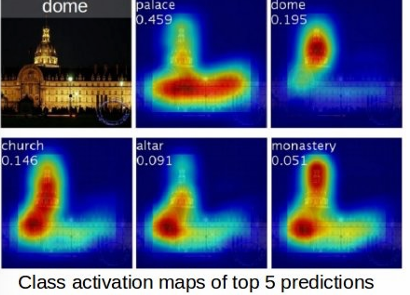 dome
palace
0.459
dome
0.195
church
0.146
altar
0.091
monastery
0.051
Class activation maps of top 5 predictions